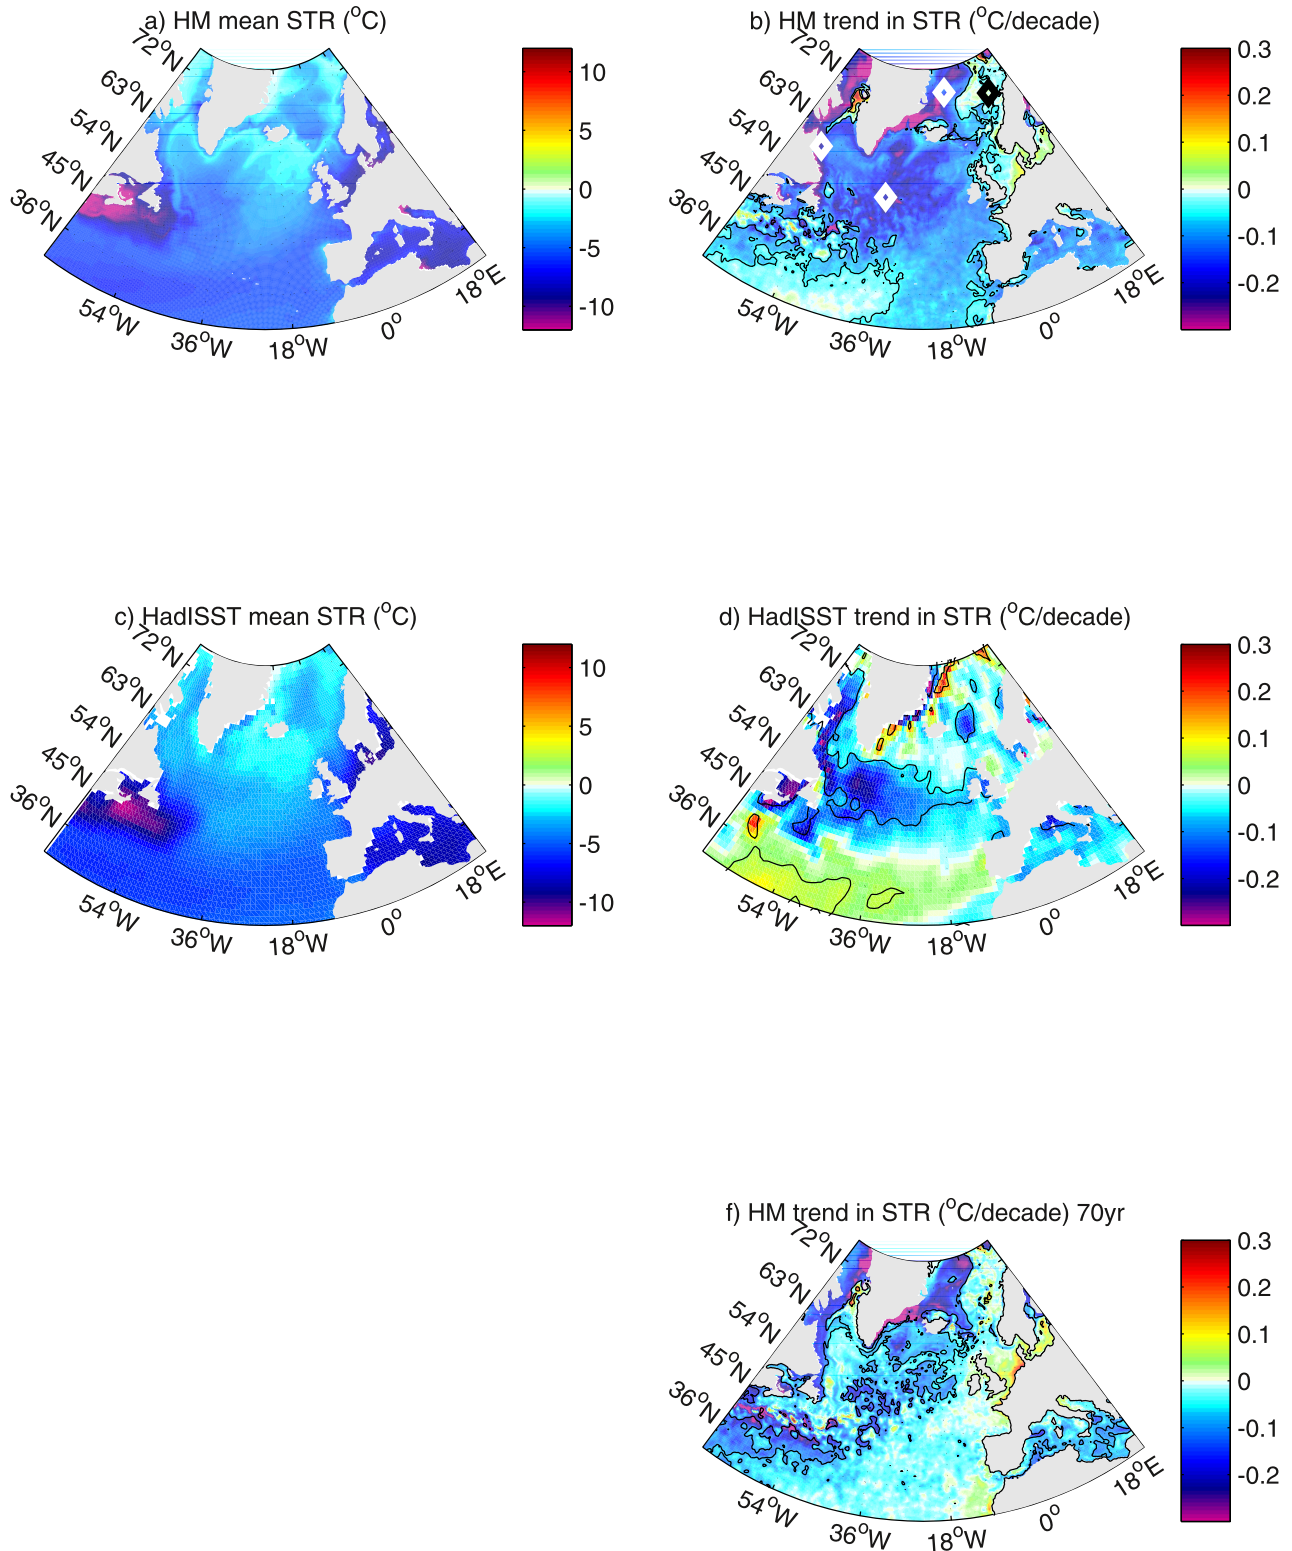 a) HM mean STR (°C)
72°N
63°N
54°N
45°N
36°N
54°W
36°W
18°W
0°
18°E
10
5
0
-5
-10
b) HM trend in STR (°C/decade)
72°N
63°N
54°N
45°N
36°N
54°W
36°W
18°W
0°
18°E
0.3
0.2
0.1
0
-0.1
-0.2
c) HadISST mean STR (°C)
72°N
63°N
54°N
45°N
36°N
54°W
36°W
18°W
0°
18°E
10
5
0
-5
-10
d) HadISST trend in STR (°C/decade)
72°N
63°N
54°N
45°N
36°N
54°W
36°W
18°W
0°
18°E
0.3
0.2
0.1
0
-0.1
-0.2
f) HM trend in STR (°C/decade) 70yr
72°N
63°N
54°N
45°N
36°N
54°W
36°W
18°W
0°
18°E
0.3
0.2
0.1
0
-0.1
-0.2